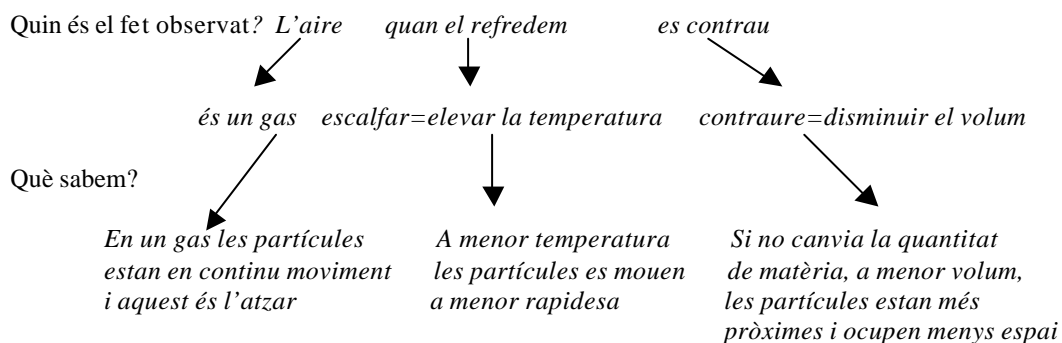 Quin és el fet observat? L'aire quan el refredem es contrau
és un gas escalfar=elevar la temperatura contraure=disminuir el volum
Què sabem?
En un gas les partícules
estan en continu moviment
i aquest és l'atzar
A menor temperatura
les partícules es mouen
a menor rapidesa
Si no canvia la quantitat
de matèria, a menor volum,
les partícules estan més
pròximes i ocupen menys espai